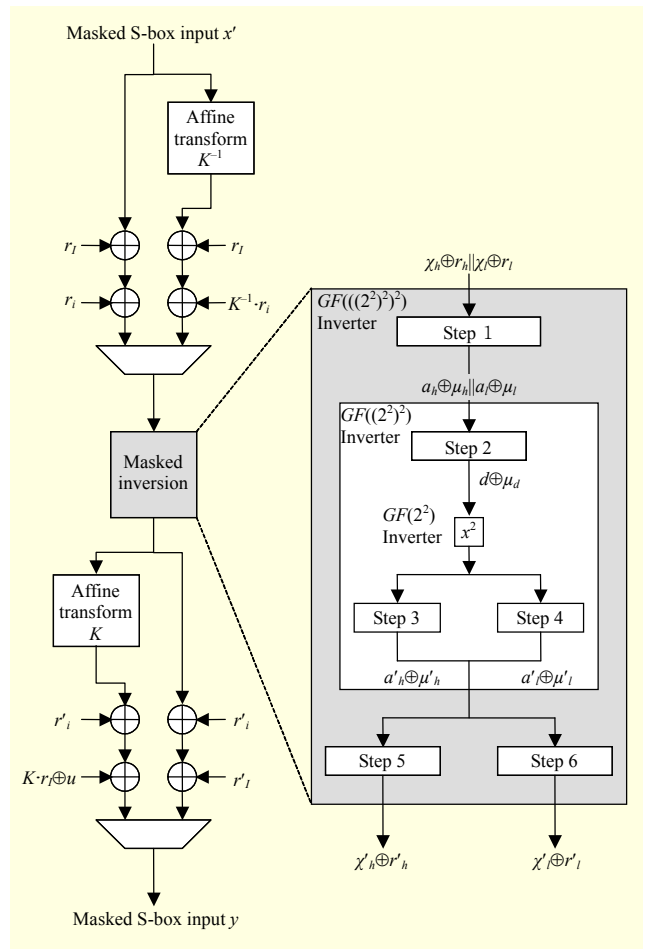 Masked S-box input x′
Affine
transform
K⁻¹
r_I
r_I
r_i
K⁻¹·r_i
Masked
inversion
Affine
transform
K
r′_i
r′_i
K·r_I⊕u
r′_I
Masked S-box input y
χ_h⊕r_h||χ_l⊕r_l
GF(((2²)²)²)
Inverter
Step 1
a_h⊕μ_h||a_l⊕μ_l
GF((2²)²)
Inverter
Step 2
d⊕μ_d
GF(2²)
Inverter
x²
Step 3
Step 4
a′_h⊕μ′_h
a′_l⊕μ′_l
Step 5
Step 6
χ′_h⊕r′_h
χ′_l⊕r′_l